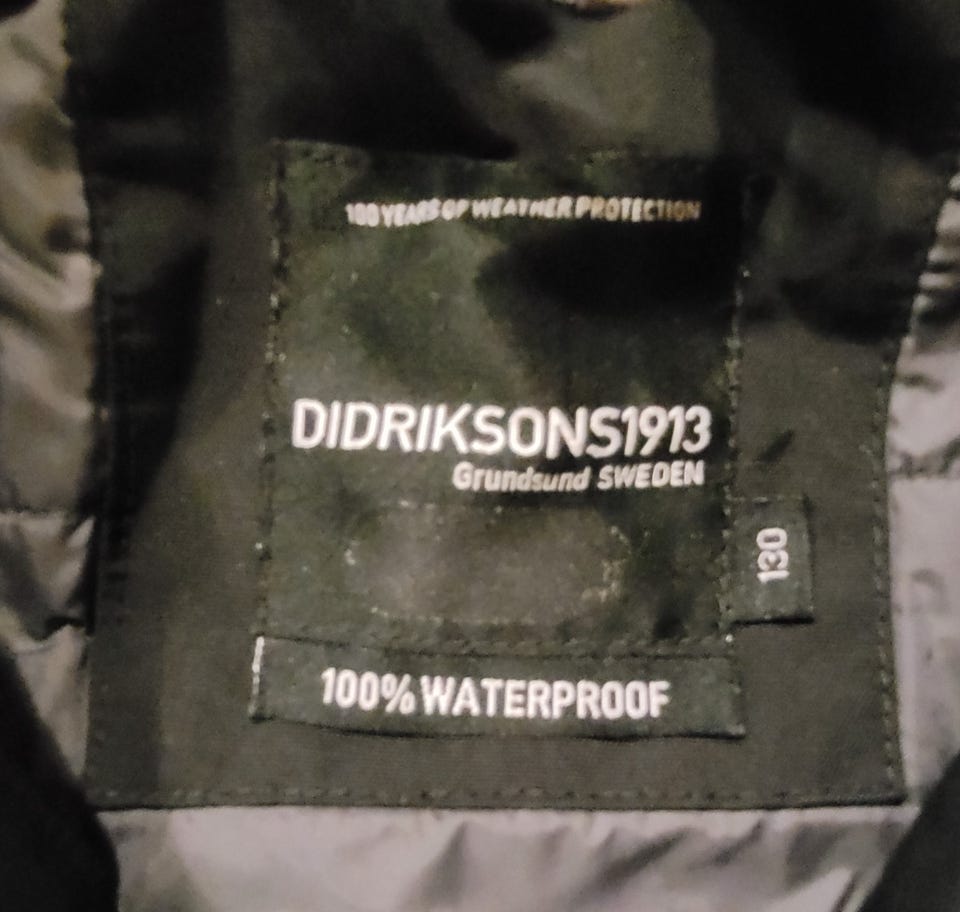 100 YEARS OF WEATHER PROTECTION
DIDRIKSONS1913
Grundsund SWEDEN
130
100% WATERPROOF